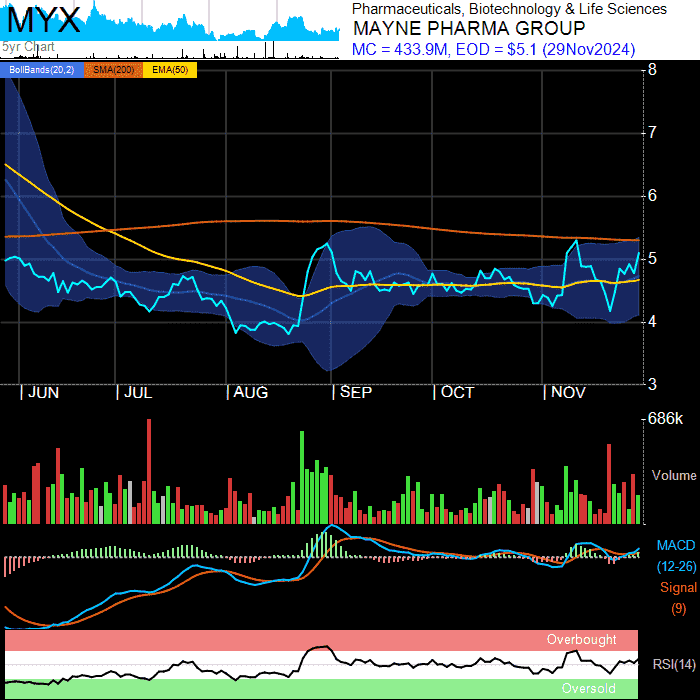 MYX
5yr Chart
Pharmaceuticals, Biotechnology & Life Sciences
MAYNE PHARMA GROUP
MC = 433.9M, EOD = $5.1 (29Nov2024)
BollBands(20,2) SMA(200) EMA(50)
8
7
6
5
4
3
| JUN | JUL | AUG | SEP | OCT | NOV
686k
Volume
MACD
(12-26)
Signal
(9)
Overbought
RSI(14)
Oversold